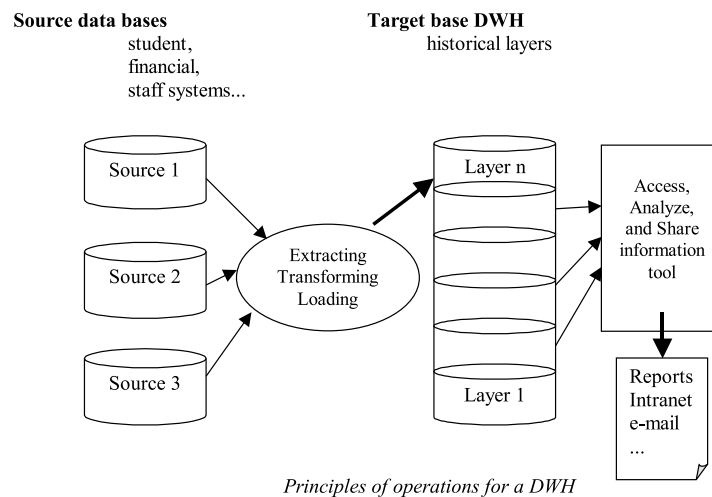 Source data bases
student,
financial,
staff systems...
Target base DWH
historical layers
Source 1
Source 2
Source 3
Extracting
Transforming
Loading
Layer n
Layer 1
Access,
Analyze,
and Share
information
tool
Reports
Intranet
e-mail
...
Principles of operations for a DWH